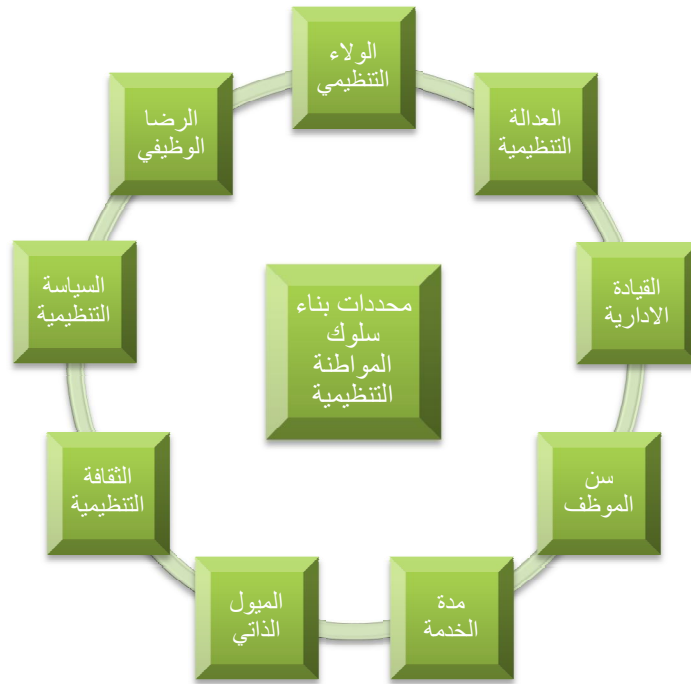 الولاء
التنظيمي
العدالة
التنظيمية
القيادة
الادارية
سن
الموظف
مدة
الخدمة
الميول
الذاتي
الثقافة
التنظيمية
السياسة
التنظيمية
الرضا
الوظيفي
محددات بناء
سلوك
المواطنة
التنظيمية